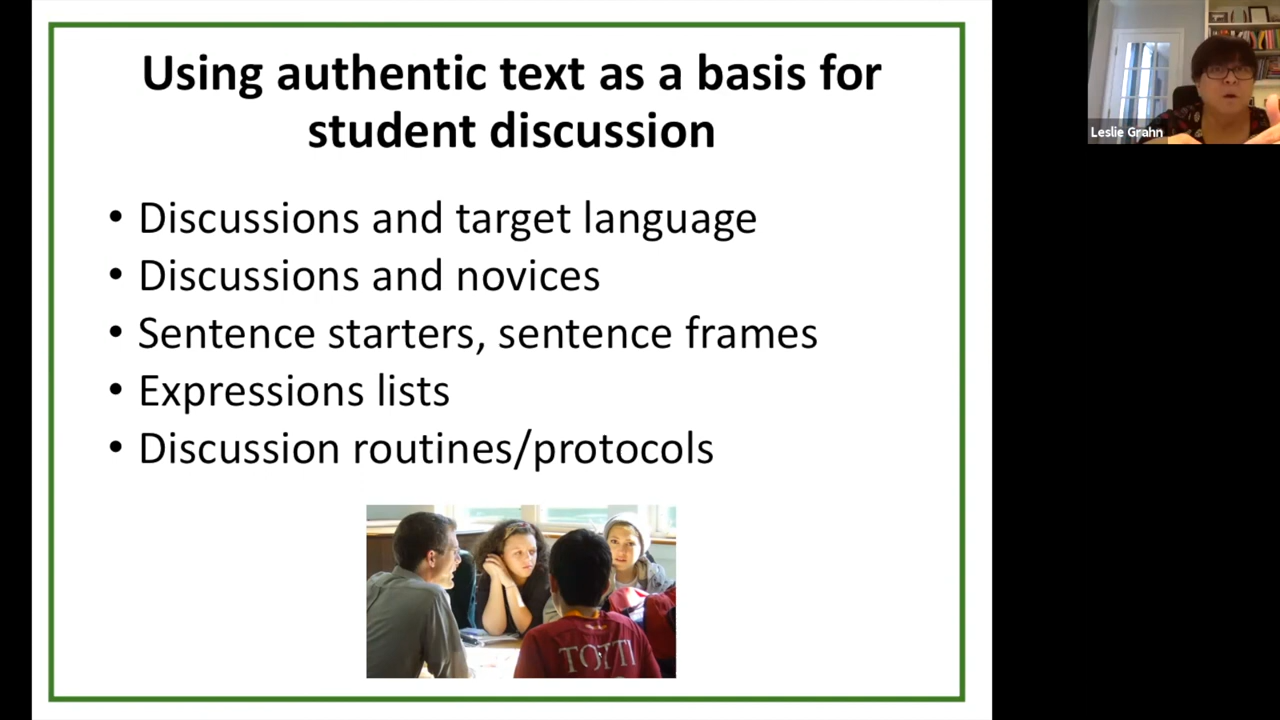 Using authentic text as a basis for
student discussion
• Discussions and target language
• Discussions and novices
• Sentence starters, sentence frames
• Expressions lists
• Discussion routines/protocols
TOTTI
Leslie Grahn